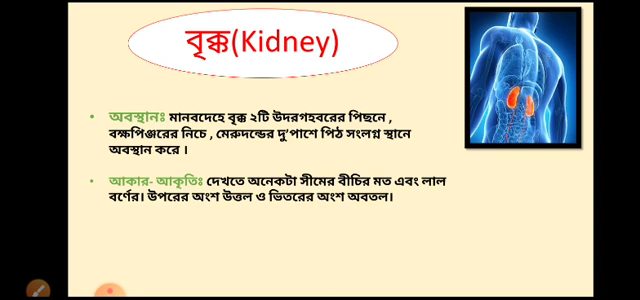 বৃক্ক(Kidney)
• অবস্থানঃ মানবদেহে বৃক্ক ২টি উদরগহবরের পিছনে ,
বক্ষপিঞ্জরের নিচে , মেরুদন্ডের দু'পাশে পিঠ সংলগ্ন স্থানে
অবস্থান করে ।
• আকার- আকৃতিঃ দেখতে অনেকটা সীমের বীচির মত এবং লাল
বর্ণের। উপরের অংশ উত্তল ও ভিতরের অংশ অবতল।